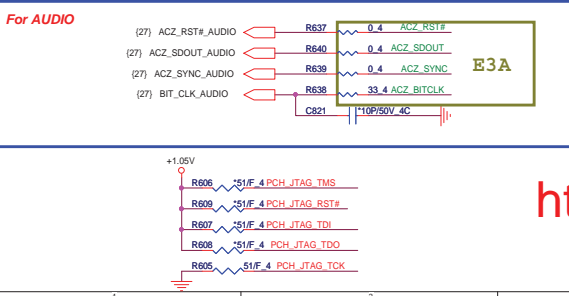 For AUDIO
{27} ACZ_RST#_AUDIO R637 0_4 ACZ_RST#
{27} ACZ_SDOUT_AUDIO R640 0_4 ACZ_SDOUT
{27} ACZ_SYNC_AUDIO R639 0_4 ACZ_SYNC
E3A
{27} BIT_CLK_AUDIO R638 33_4 ACZ_BITCLK
C821 *10P/50V_4C
+1.05V
R606 *51/F_4 PCH_JTAG_TMS
R609 *51/F_4 PCH_JTAG_RST#
ht
R607 *51/F_4 PCH_JTAG_TDI
R608 *51/F_4 PCH_JTAG_TDO
R605 51/F_4 PCH_JTAG_TCK